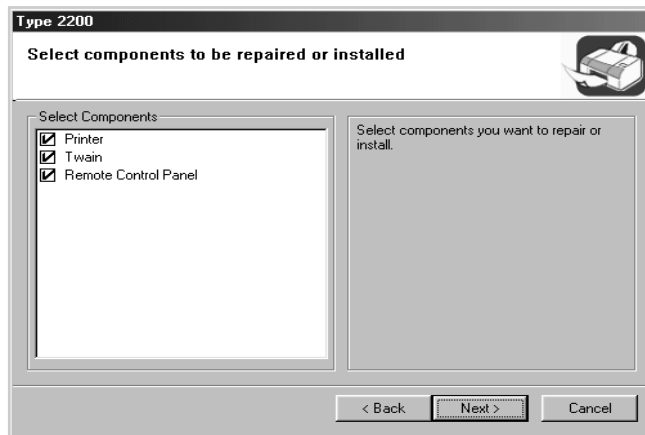 Type 2200
Select components to be repaired or installed
Select Components
Printer
Twain
Remote Control Panel
Select components you want to repair or
install.
< Back
Next >
Cancel